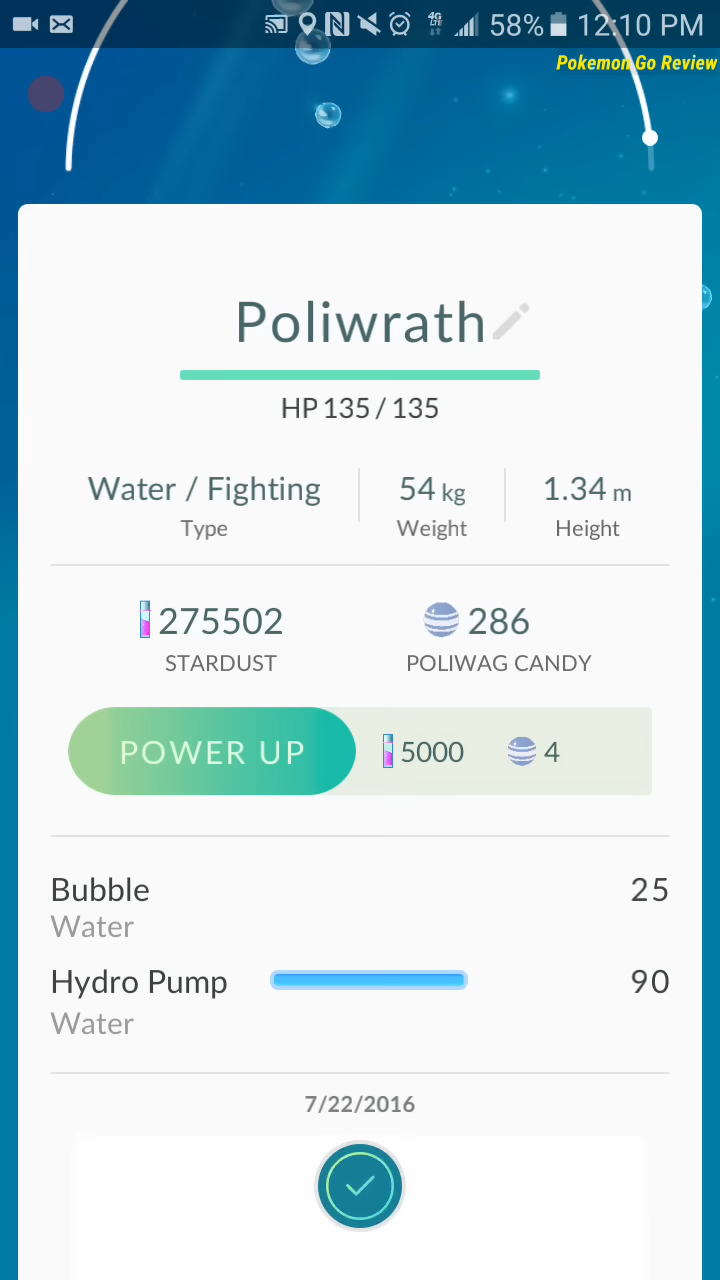 4G LTE 58% 12:10 PM
Pokemon Go Review
Poliwrath
HP 135 / 135
Water / Fighting 54 kg 1.34 m
Type Weight Height
275502 286
STARDUST POLIWAG CANDY
POWER UP 5000 4
Bubble 25
Water
Hydro Pump 90
Water
7/22/2016